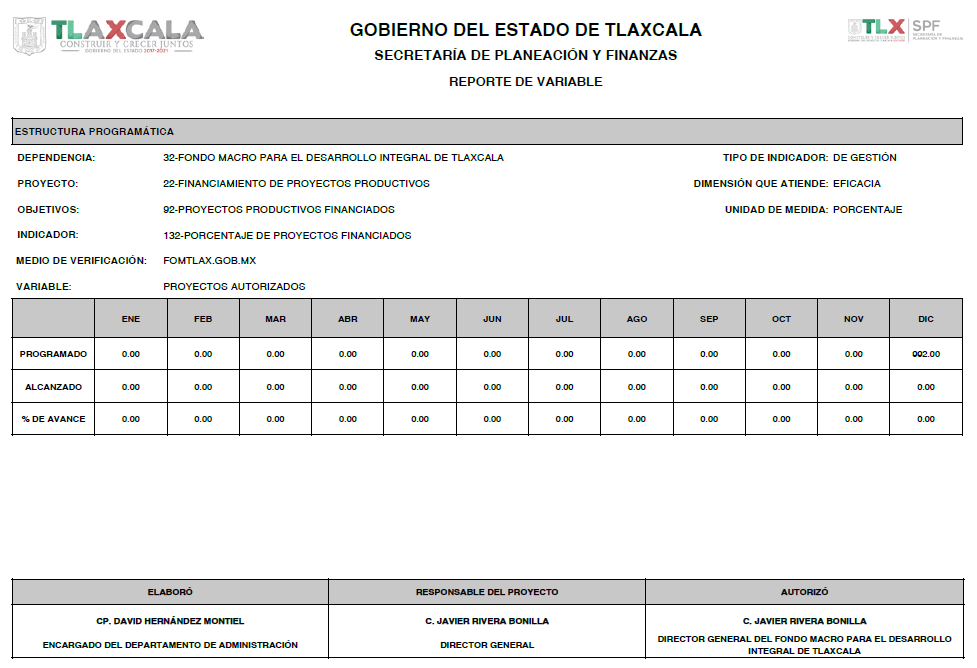 TLAXCALA
CONSTRUIR Y CRECER JUNTOS
GOBIERNO DEL ESTADO 2017-2021
GOBIERNO DEL ESTADO DE TLAXCALA
SECRETARÍA DE PLANEACIÓN Y FINANZAS
REPORTE DE VARIABLE
TLX
SPF
SECRETARÍA DE
PLANEACIÓN Y FINANZAS
ESTRUCTURA PROGRAMÁTICA
DEPENDENCIA: 32-FONDO MACRO PARA EL DESARROLLO INTEGRAL DE TLAXCALA TIPO DE INDICADOR: DE GESTIÓN
PROYECTO: 22-FINANCIAMIENTO DE PROYECTOS PRODUCTIVOS DIMENSIÓN QUE ATIENDE: EFICACIA
OBJETIVOS: 92-PROYECTOS PRODUCTIVOS FINANCIADOS UNIDAD DE MEDIDA: PORCENTAJE
INDICADOR: 132-PORCENTAJE DE PROYECTOS FINANCIADOS
MEDIO DE VERIFICACIÓN: FOMTLAX.GOB.MX
VARIABLE: PROYECTOS AUTORIZADOS
ENE FEB MAR ABR MAY JUN JUL AGO SEP OCT NOV DIC
PROGRAMADO 0.00 0.00 0.00 0.00 0.00 0.00 0.00 0.00 0.00 0.00 0.00
ALCANZADO 0.00 0.00 0.00 0.00 0.00 0.00 0.00 0.00 0.00 0.00 0.00 0.00
% DE AVANCE 0.00 0.00 0.00 0.00 0.00 0.00 0.00 0.00 0.00 0.00 0.00 0.00
ELABORÓ RESPONSABLE DEL PROYECTO AUTORIZÓ
CP. DAVID HERNÁNDEZ MONTIEL C. JAVIER RIVERA BONILLA C. JAVIER RIVERA BONILLA
ENCARGADO DEL DEPARTAMENTO DE ADMINISTRACIÓN DIRECTOR GENERAL DIRECTOR GENERAL DEL FONDO MACRO PARA EL DESARROLLO
INTEGRAL DE TLAXCALA